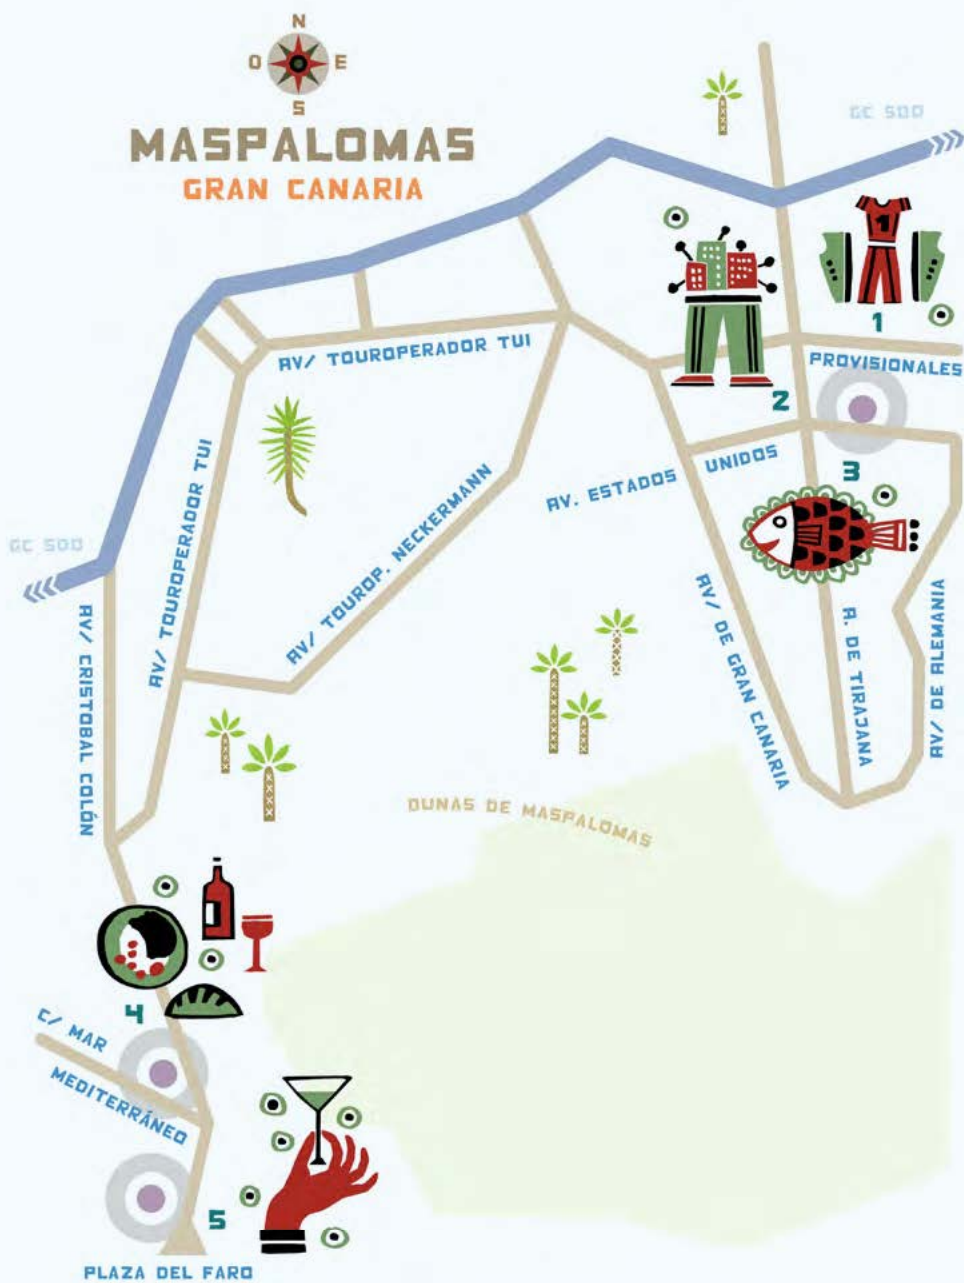 N
O E
S
MASPALOMAS
GRAN CANARIA
GC 500
1
1
PROVISIONALES
AV/ TOUROPERADOR TUI
2
AV. ESTADOS UNIDOS
3
AV/ TOUROPERADOR TUI
AV/ TOUROP. NECKERMANN
GC 500
AV/ CRISTOBAL COLÓN
AV/ DE GRAN CANARIA
A. DE TIRAJANA
AV/ DE ALEMANIA
DUNAS DE MASPALOMAS
4
C/ MAR
MEDITERRÁNEO
5
PLAZA DEL FARO